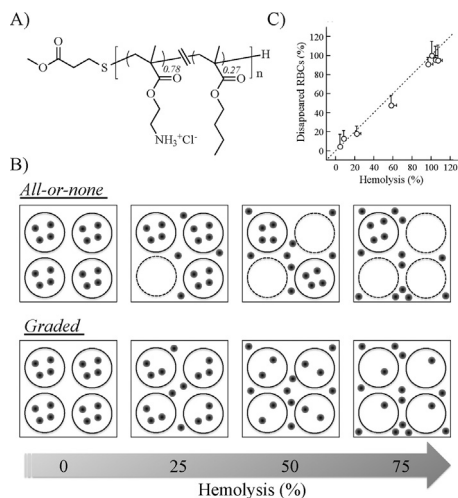 A)
O
O
S
0.78
0.27
H
n
O
O
O
O
NH3+Cl-
C)
Disappeared RBCs (%)
120
100
80
60
40
20
0
0 20 40 60 80 100 120
Hemolysis (%)
B)
All-or-none
Graded
0 25 50 75
Hemolysis (%)